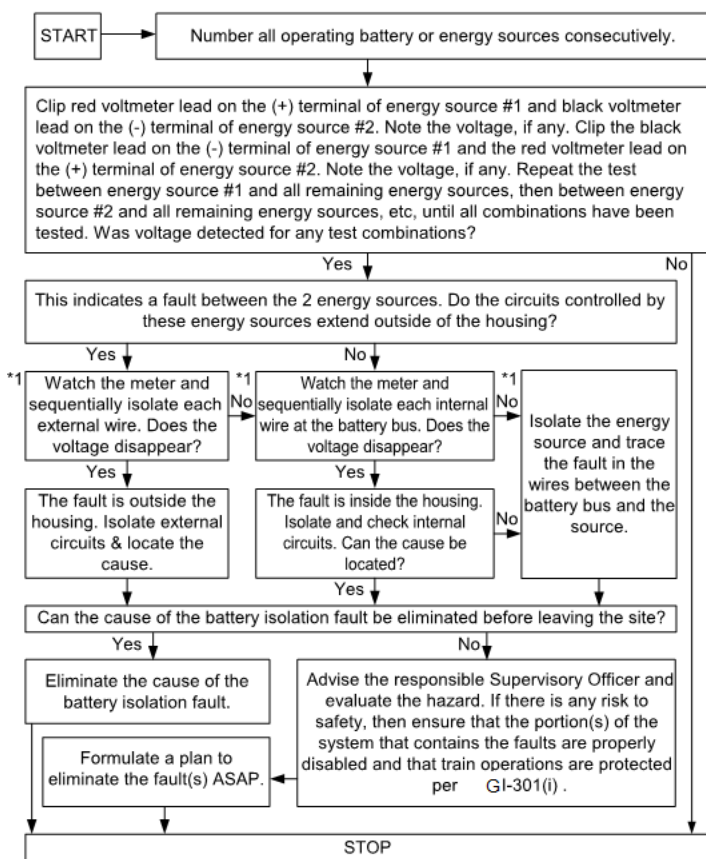 START
Number all operating battery or energy sources consecutively.
Clip red voltmeter lead on the (+) terminal of energy source #1 and black voltmeter
lead on the (-) terminal of energy source #2. Note the voltage, if any. Clip the black
voltmeter lead on the (-) terminal of energy source #1 and the red voltmeter lead on
the (+) terminal of energy source #2. Note the voltage, if any. Repeat the test
between energy source #1 and all remaining energy sources, then between energy
source #2 and all remaining energy sources, etc, until all combinations have been
tested. Was voltage detected for any test combinations?
Yes
No
This indicates a fault between the 2 energy sources. Do the circuits controlled by
these energy sources extend outside of the housing?
Yes
No
*1
Watch the meter and
sequentially isolate each
external wire. Does the
voltage disappear?
No
*1
Watch the meter and
sequentially isolate each internal
wire at the battery bus. Does the
voltage disappear?
No
*1
Isolate the energy
source and trace
the fault in the
wires between the
battery bus and the
source.
Yes
Yes
The fault is outside the
housing. Isolate external
circuits & locate the
cause.
The fault is inside the housing.
Isolate and check internal
circuits. Can the cause be
located?
No
Yes
Can the cause of the battery isolation fault be eliminated before leaving the site?
Yes
No
Eliminate the cause of the
battery isolation fault.
Advise the responsible Supervisory Officer and
evaluate the hazard. If there is any risk to
safety, then ensure that the portion(s) of the
system that contains the faults are properly
disabled and that train operations are protected
per GI-301(i) .
Formulate a plan to
eliminate the fault(s) ASAP.
STOP